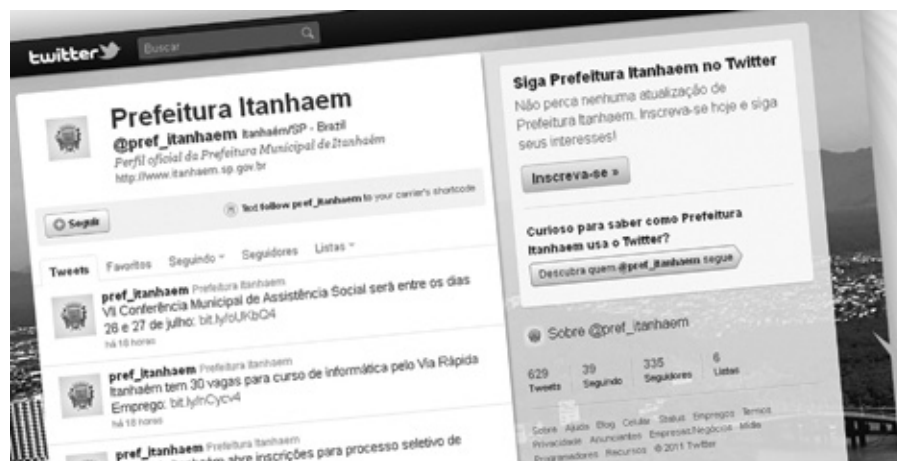 twitter
Buscar
Prefeitura Itanhaem
@pref_itanhaem Itanhaém/SP - Brazil
Perfil oficial da Prefeitura Municipal de Itanhaém
http://www.itanhaem.sp.gov.br
Seguir
Text follow pref_itanhaem to your carrier's shortcode
Tweets Favoritos Seguindo Seguidores Listas
pref_itanhaem Prefeitura Itanhaem
VII Conferência Municipal de Assistência Social será entre os dias
26 e 27 de julho: bit.ly/oUKbQ4
há 18 horas
pref_itanhaem Prefeitura Itanhaem
Itanhaém tem 30 vagas para curso de informática pelo Via Rápida
Emprego: bit.ly/nCycv4
há 18 horas
pref_itanhaem Prefeitura Itanhaem
abre inscrições para processo seletivo de
Siga Prefeitura Itanhaem no Twitter
Não perca nenhuma atualização de
Prefeitura Itanhaem. Inscreva-se hoje e siga
seus interesses!
Inscreva-se »
Curioso para saber como Prefeitura
Itanhaem usa o Twitter?
Descubra quem @pref_itanhaem segue
Sobre @pref_itanhaem
629 39 335 6
Tweets Seguindo Seguidores Listas
Sobre Ajuda Blog Celular Status Empregos Termos
Privacidade Anunciantes Empresas/Negócios Mídia
Programadores Recursos © 2011 Twitter